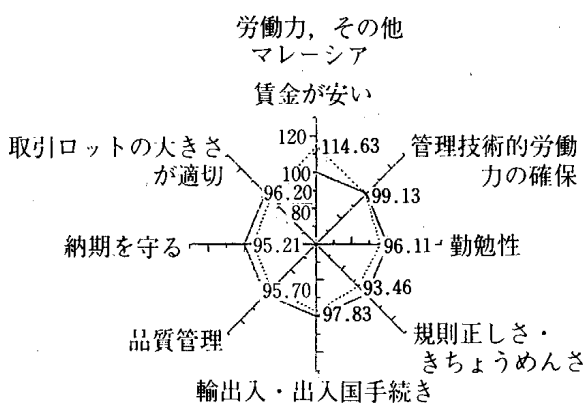 労働力，その他
マレーシア
賃金が安い
120
114.63
取引ロットの大きさ
が適切
管理技術的労働
力の確保
100
96.20
99.13
80
納期を守る
95.21
96.11
勤勉性
95.70
93.46
97.83
品質管理
規則正しさ・
きちょうめんさ
輸出入・出入国手続き